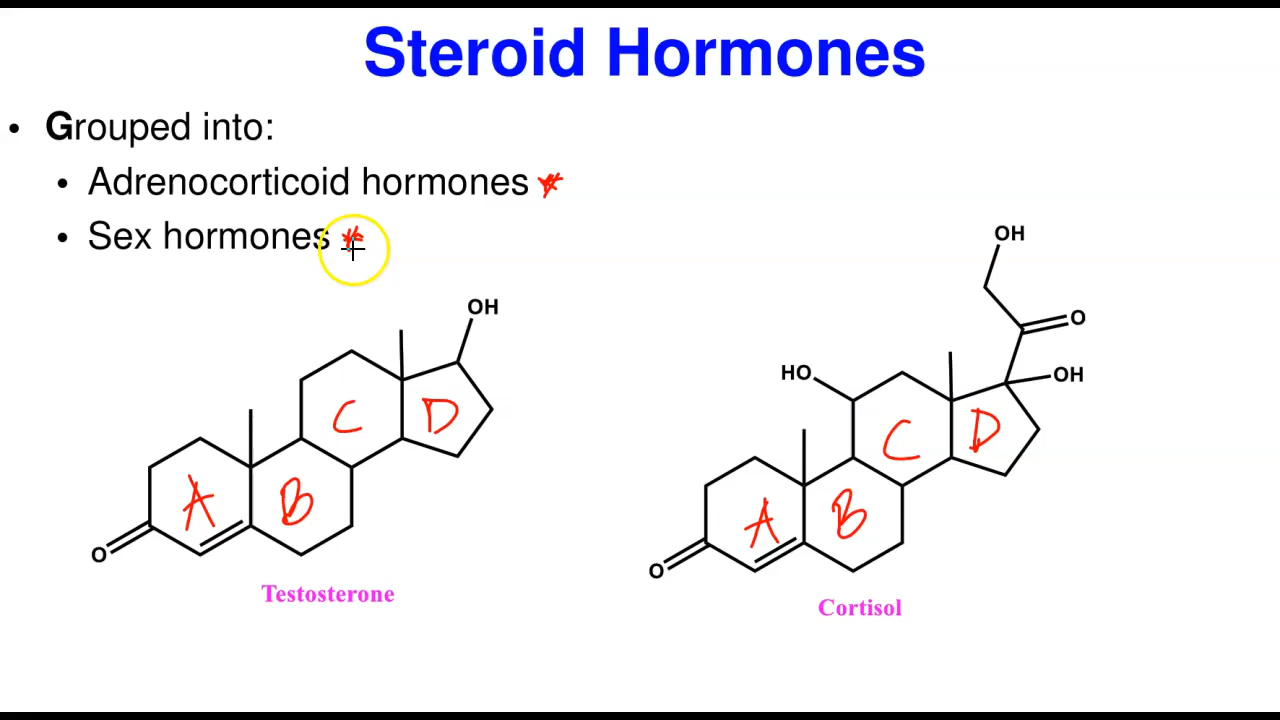 Steroid Hormones
• Grouped into:
• Adrenocorticoid hormones *
• Sex hormones *
OH
OH
O
HO
OH
C
D
C
D
A
B
A
B
O
O
Testosterone
Cortisol